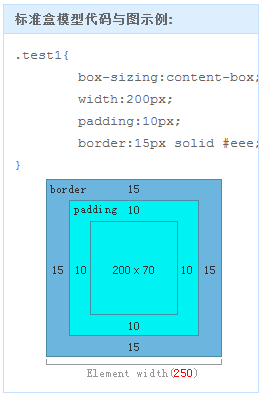 标准盒模型代码与图示例:
.test1{
box-sizing:content-box;
width:200px;
padding:10px;
border:15px solid #eee;
}
border 15
padding 10
15 10 200 x 70 10 15
10
15
Element width(250)